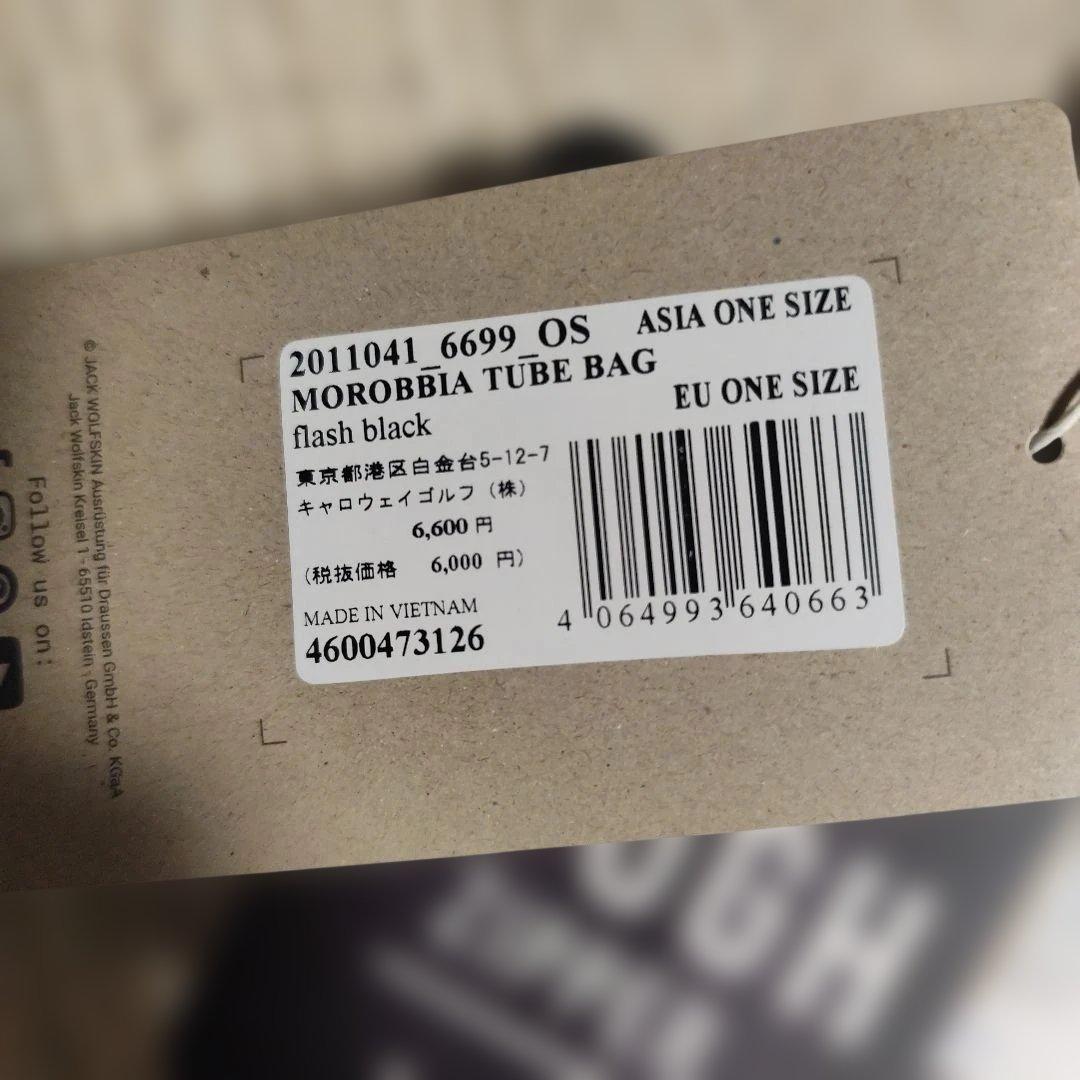 2011041_6699_OS
ASIA ONE SIZE
MOROBBIA TUBE BAG
EU ONE SIZE
flash black
東京都港区白金台5-12-7
キャロウェイゴルフ（株）
6,600 円
（税抜価格 6,000 円）
MADE IN VIETNAM
4600473126
4 064993 640663
© JACK WOLFSKIN Ausrüstung für Draussen GmbH & Co. KGaA
Jack Wolfskin Kreisel 1 - 65510 Idstein, Germany
Follow us on: